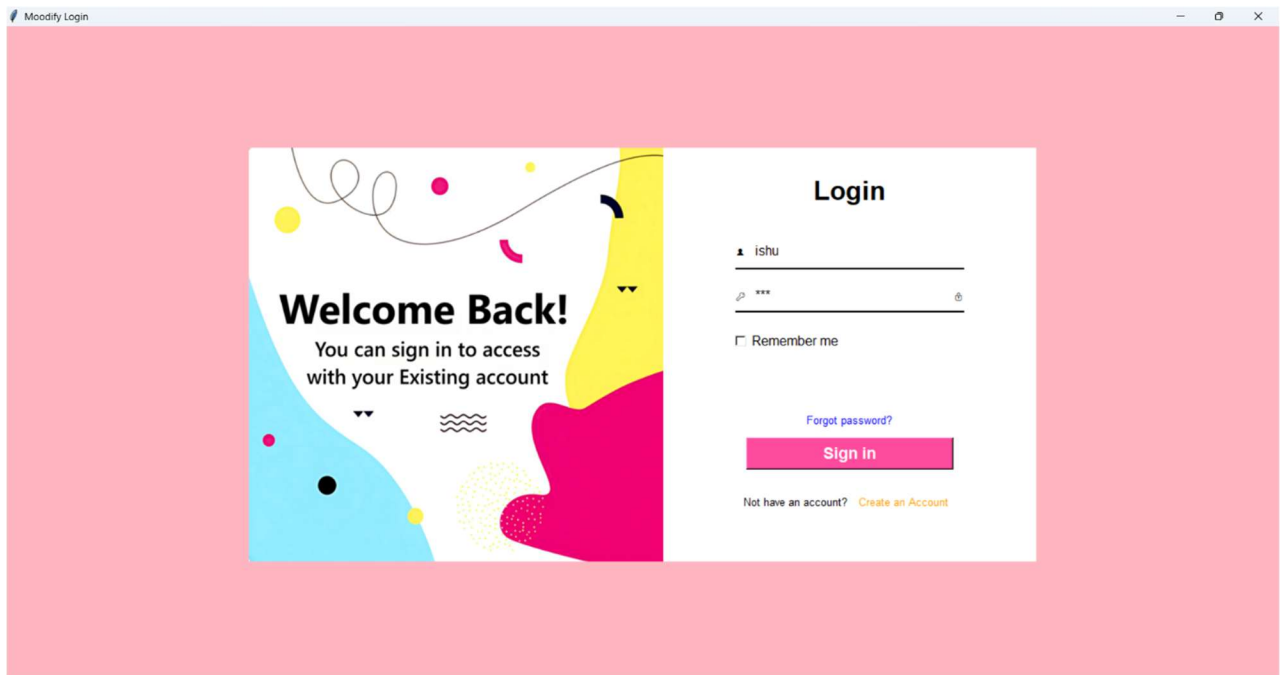 Moodify Login
Welcome Back!
You can sign in to access
with your Existing account
Login
ishu
***
Remember me
Forgot password?
Sign in
Not have an account? Create an Account